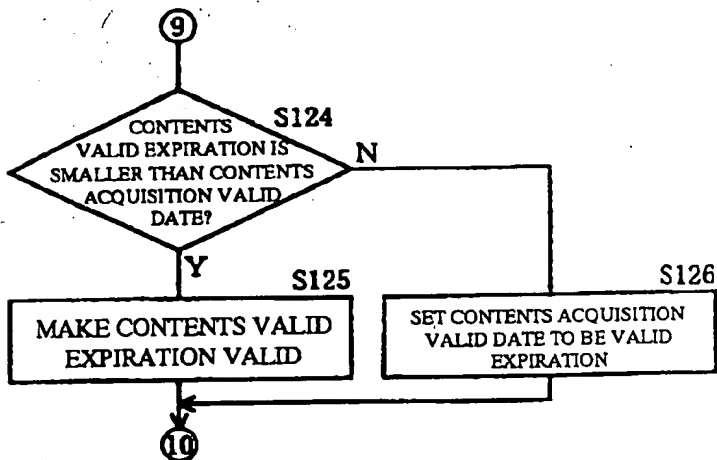 9
S124
CONTENTS
VALID EXPIRATION IS
SMALLER THAN CONTENTS
ACQUISITION VALID
DATE?
N
Y
S125
MAKE CONTENTS VALID
EXPIRATION VALID
S126
SET CONTENTS ACQUISITION
VALID DATE TO BE VALID
EXPIRATION
10